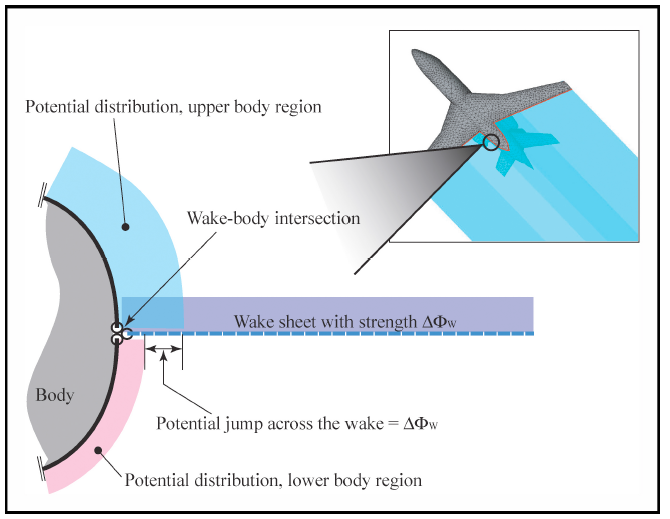 Potential distribution, upper body region
Wake-body intersection
Wake sheet with strength ΔΦw
Body
Potential jump across the wake = ΔΦw
Potential distribution, lower body region